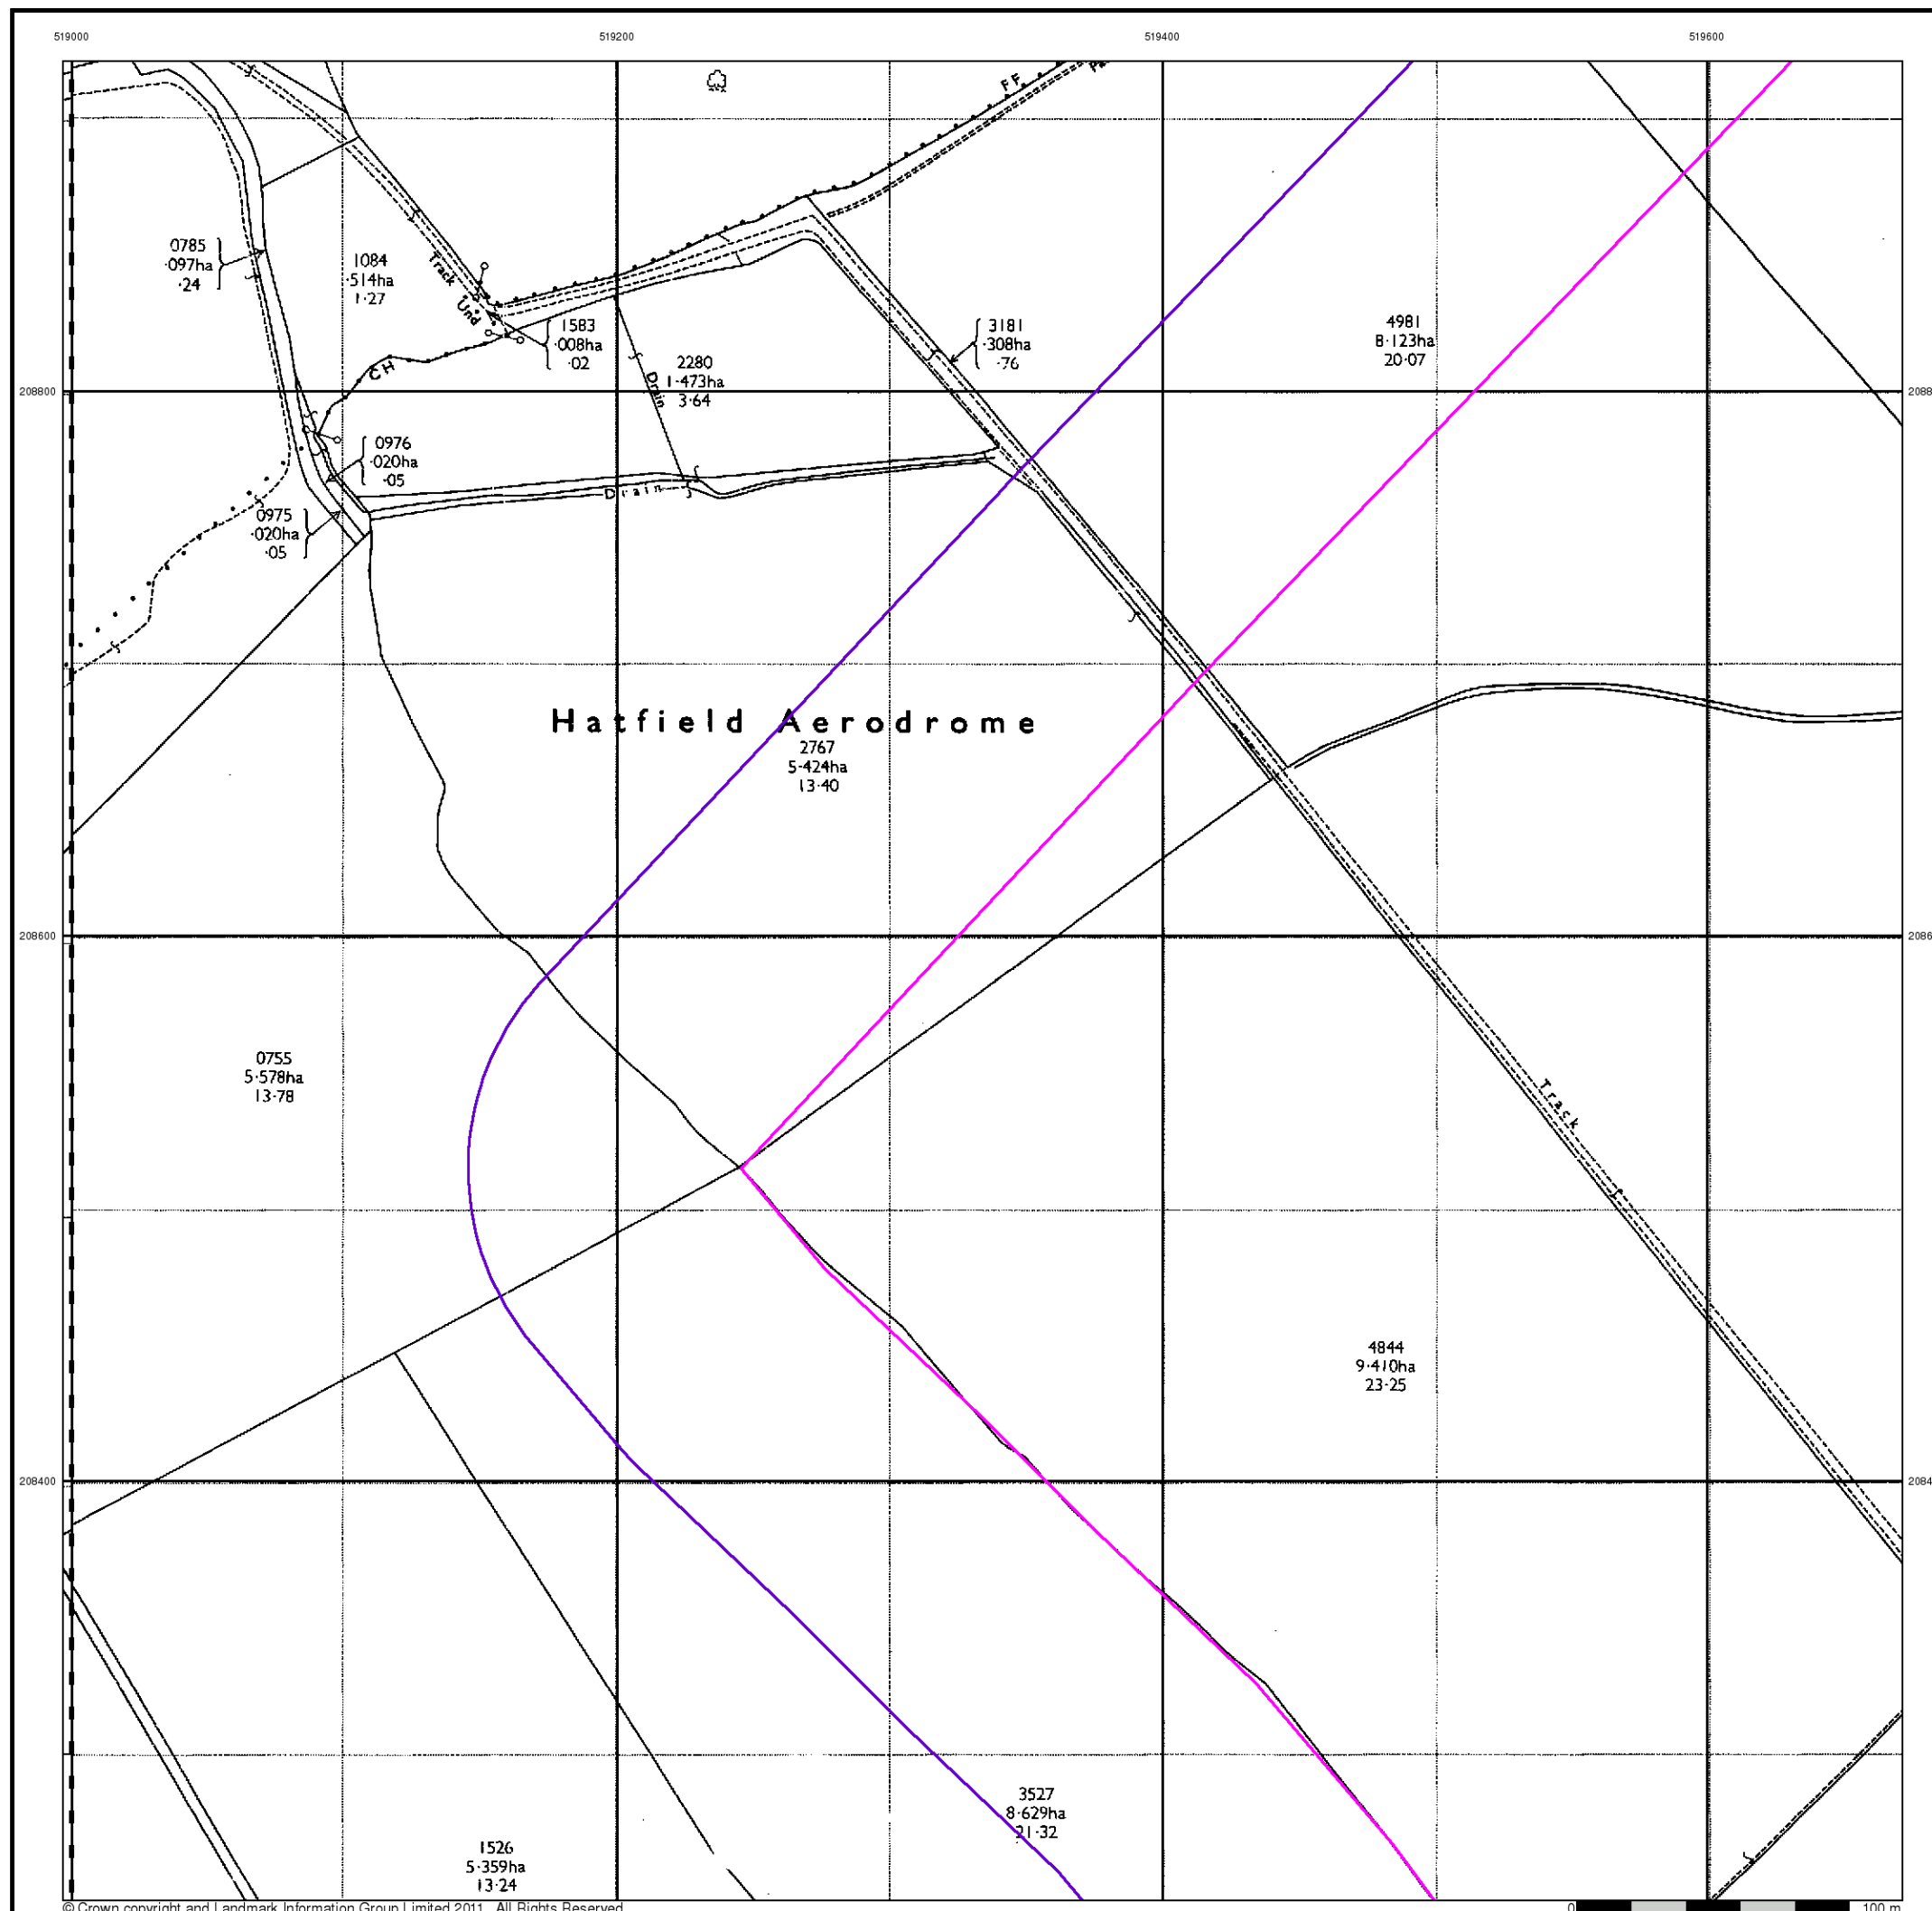 519000 519200 519400 519600
FF
0785
·097ha
·24
1084
·514ha
1·27
Track
Und
1583
·008ha
·02
3181
·308ha
·76
4981
8·123ha
20·07
2280
1·473ha
3·64
Drain
CH
208800
0976
·020ha
·05
Drain
0975
·020ha
·05
Hatfield Aerodrome
2767
5·424ha
13·40
208600
0755
5·578ha
13·78
Track
4844
9·410ha
23·25
208400
3527
8·629ha
21·32
1526
5·359ha
13·24
© Crown copyright and Landmark Information Group Limited 2011. All Rights Reserved.
0 100 m